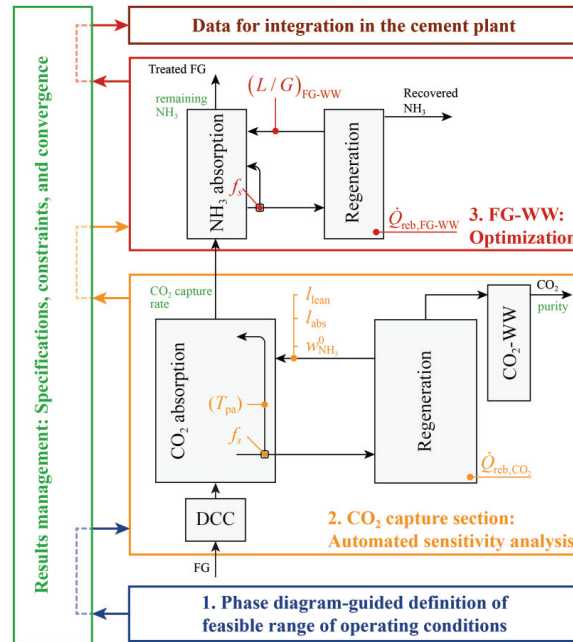 Results management: Specifications, constraints, and convergence
Data for integration in the cement plant
Treated FG
remaining
NH₃
(L/G)FG-WW
Recovered
NH₃
NH₃ absorption
fₛ
Regeneration
Q̇reb,FG-WW
3. FG-WW:
Optimization
CO₂ capture
rate
l_lean
l_abs
w⁰NH₃
CO₂
purity
CO₂-WW
CO₂ absorption
(Tpa)
fₛ
Regeneration
Q̇reb,CO₂
DCC
FG
2. CO₂ capture section:
Automated sensitivity analysis
1. Phase diagram-guided definition of
feasible range of operating conditions